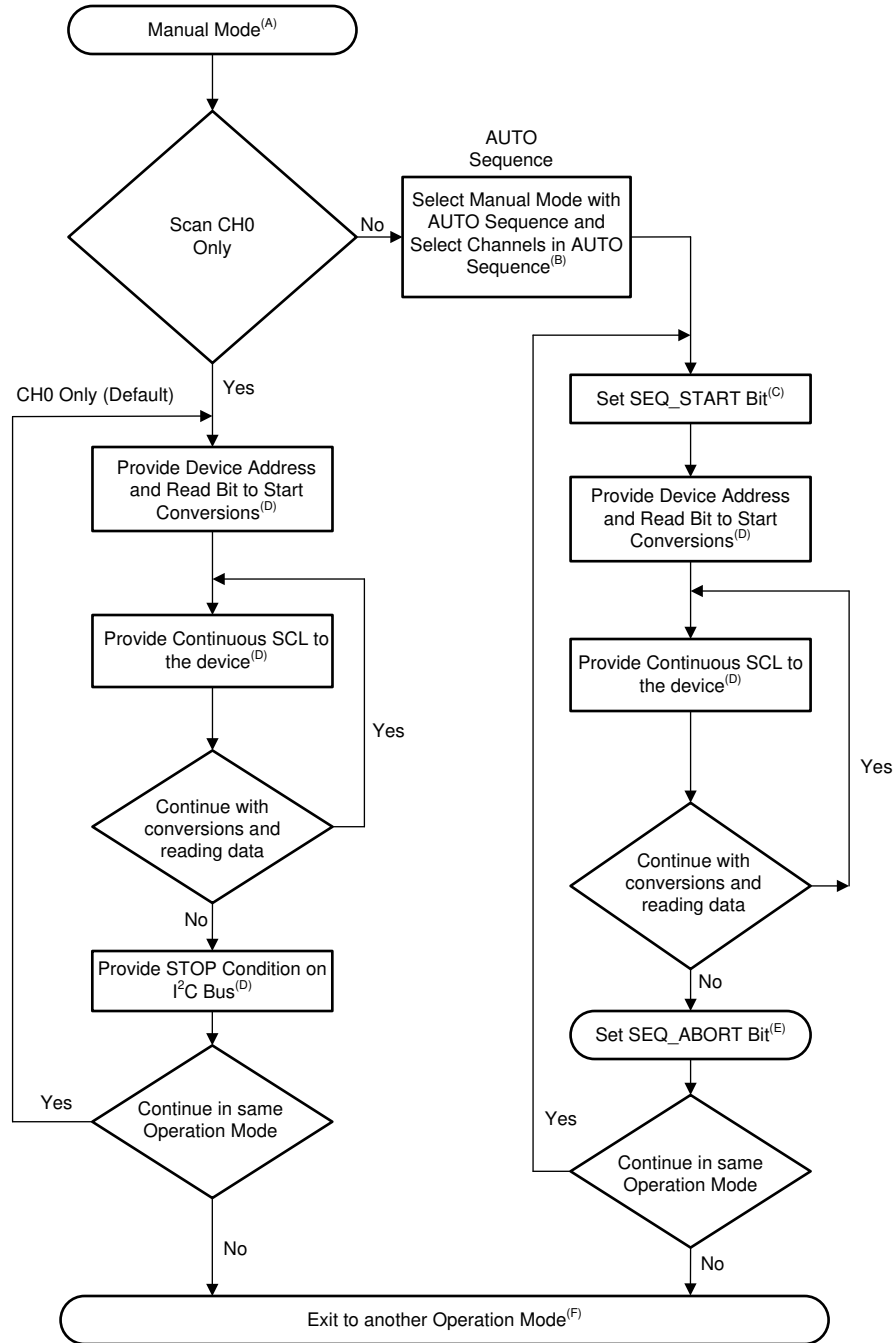 Manual Mode(A)
Scan CH0
Only
No
Yes
AUTO
Sequence
Select Manual Mode with
AUTO Sequence and
Select Channels in AUTO
Sequence(B)
CH0 Only (Default)
Provide Device Address
and Read Bit to Start
Conversions(D)
Provide Continuous SCL to
the device(D)
Yes
Continue with
conversions and
reading data
No
Provide STOP Condition on
I2C Bus(D)
Yes
Continue in same
Operation Mode
No
Set SEQ_START Bit(C)
Provide Device Address
and Read Bit to Start
Conversions(D)
Provide Continuous SCL to
the device(D)
Yes
Continue with
conversions and
reading data
No
Set SEQ_ABORT Bit(E)
Yes
Continue in same
Operation Mode
No
Exit to another Operation Mode(F)